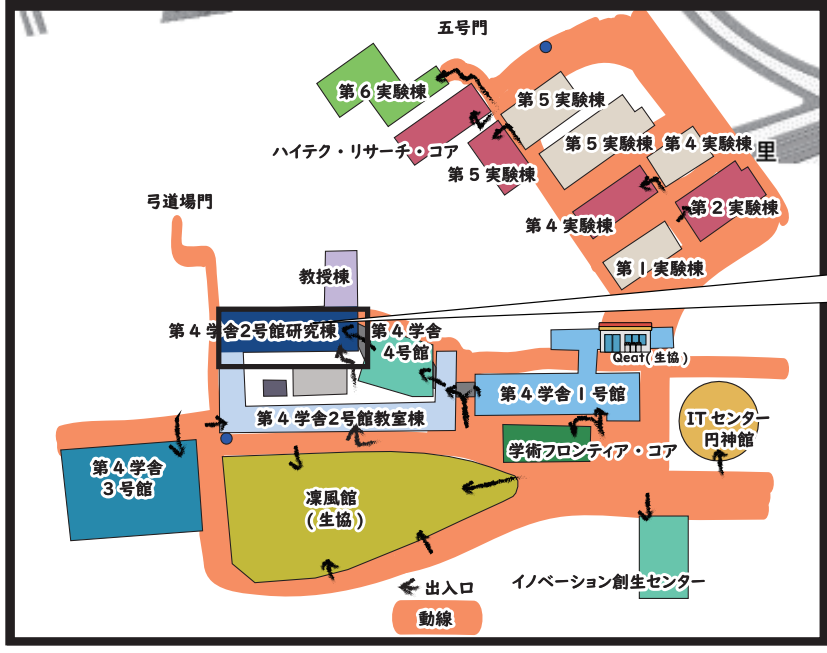 五号門
第6実験棟
第5実験棟
ハイテク・リサーチ・コア
第5実験棟
第4実験棟
里
第5実験棟
第2実験棟
弓道場門
第4実験棟
第1実験棟
教授棟
第4学舎2号館研究棟
第4学舎
4号館
Qeat(生協)
第4学舎1号館
第4学舎2号館教室棟
ITセンター
円神館
学術フロンティア・コア
第4学舎
3号館
凜風館
(生協)
イノベーション創生センター
出入口
動線